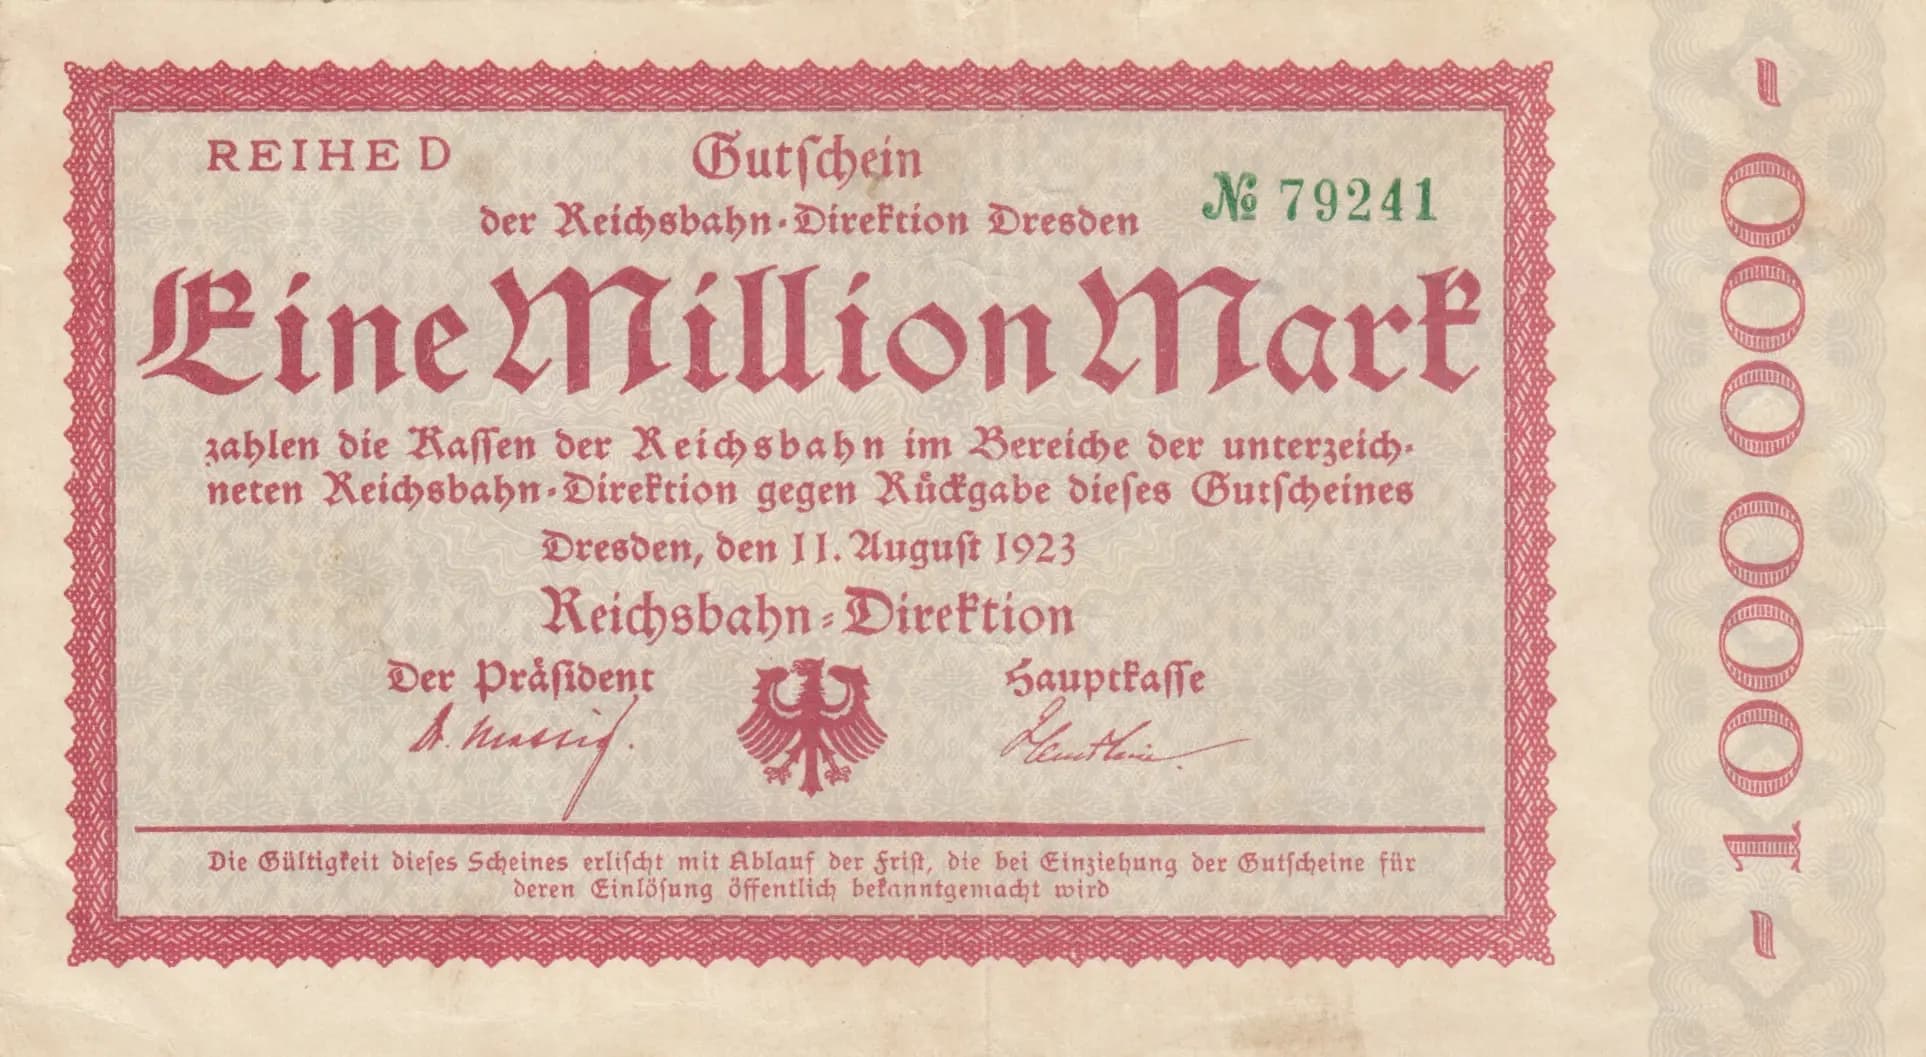 REIHE D
Gutschein
der Reichsbahn-Direktion Dresden
№ 79241
Eine Million Mark
zahlen die Kassen der Reichsbahn im Bereiche der unterzeich-
neten Reichsbahn-Direktion gegen Rückgabe dieses Gutscheines
Dresden, den 11. August 1923
Reichsbahn-Direktion
Der Präsident
Hauptkasse
Die Gültigkeit dieses Scheines erlischt mit Ablauf der Frist, die bei Einziehung der Gutscheine für
deren Einlösung öffentlich bekanntgemacht wird
- 1000 000 -